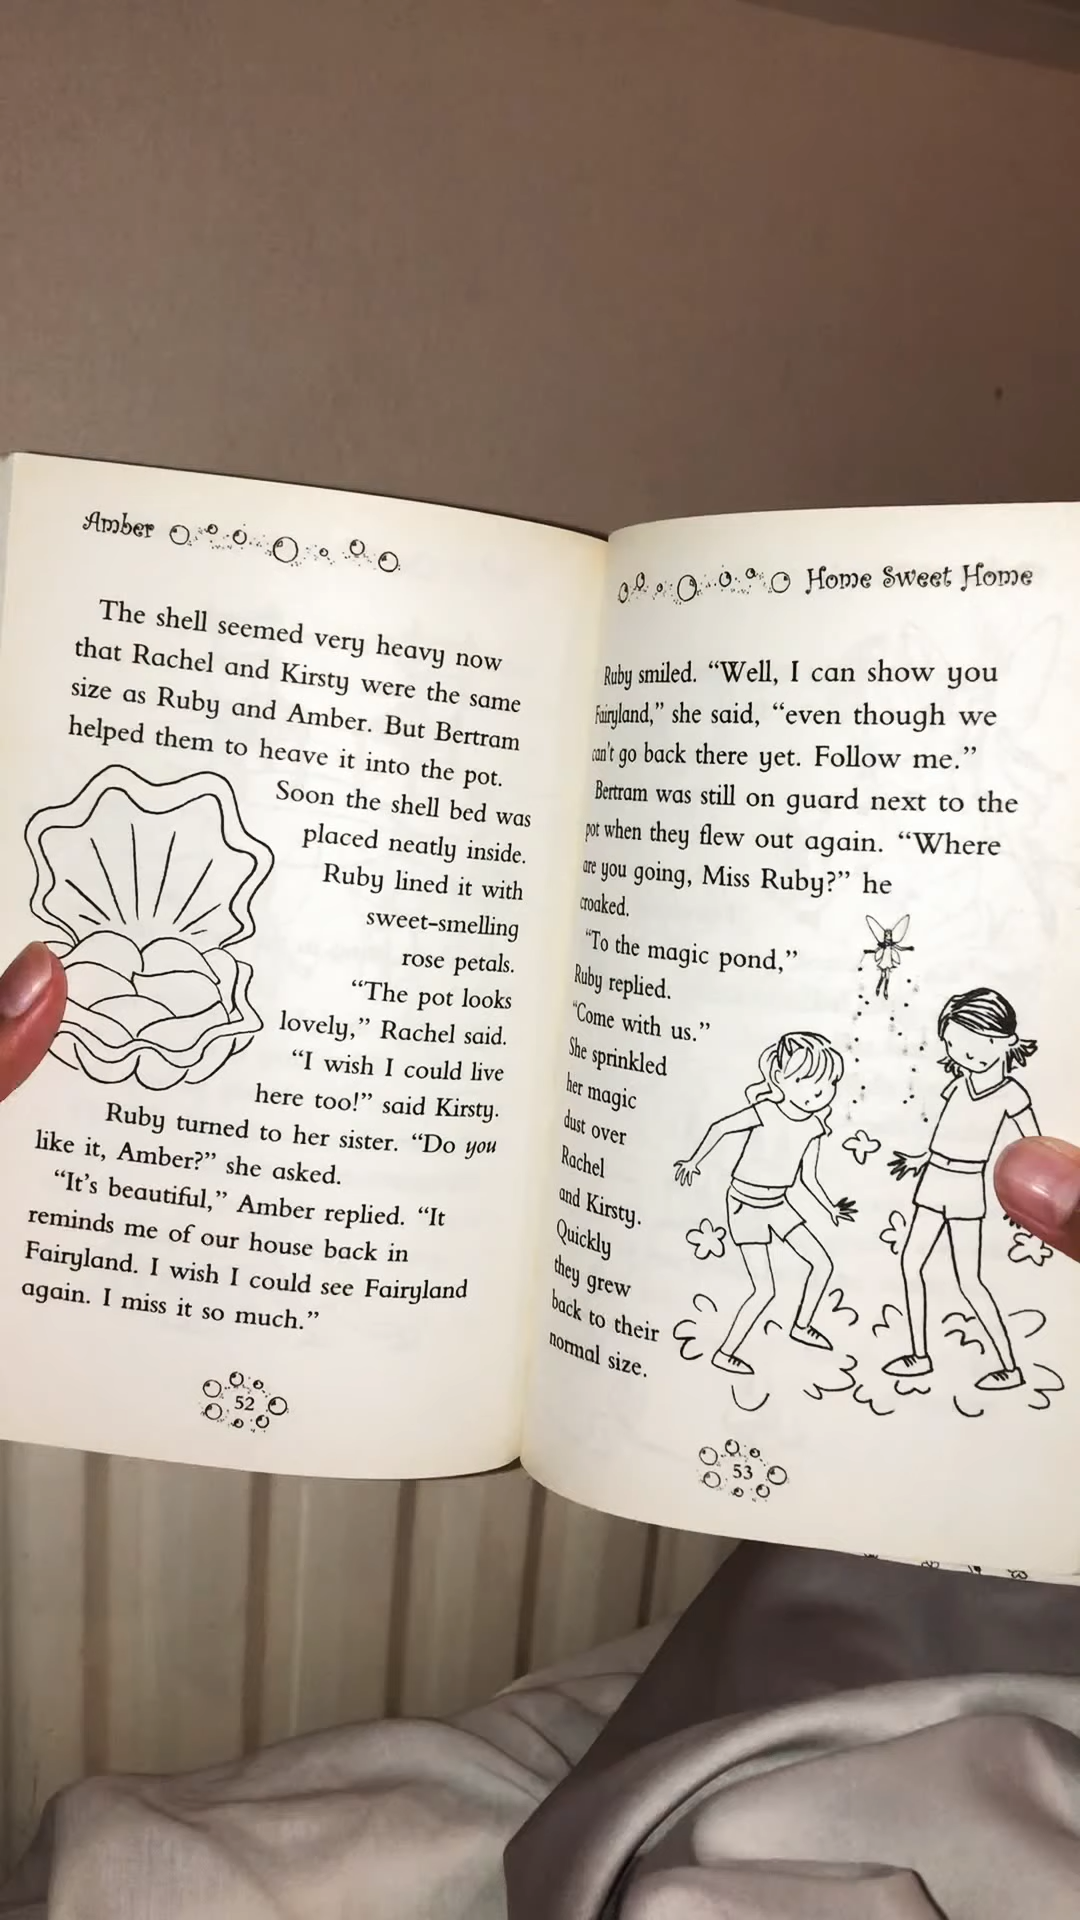 Amber
The shell seemed very heavy now
that Rachel and Kirsty were the same
size as Ruby and Amber. But Bertram
helped them to heave it into the pot.
Soon the shell bed was
placed neatly inside.
Ruby lined it with
sweet-smelling
rose petals.
“The pot looks
lovely,” Rachel said.
“I wish I could live
here too!” said Kirsty.
Ruby turned to her sister. “Do you
like it, Amber?” she asked.
“It's beautiful,” Amber replied. “It
reminds me of our house back in
Fairyland. I wish I could see Fairyland
again. I miss it so much.”
52
Home Sweet Home
Ruby smiled. “Well, I can show you
Fairyland,” she said, “even though we
can't go back there yet. Follow me.”
Bertram was still on guard next to the
pot when they flew out again. “Where
are you going, Miss Ruby?” he
croaked.
“To the magic pond,”
Ruby replied.
“Come with us.”
She sprinkled
her magic
dust over
Rachel
and Kirsty.
Quickly
they grew
back to their
normal size.
53